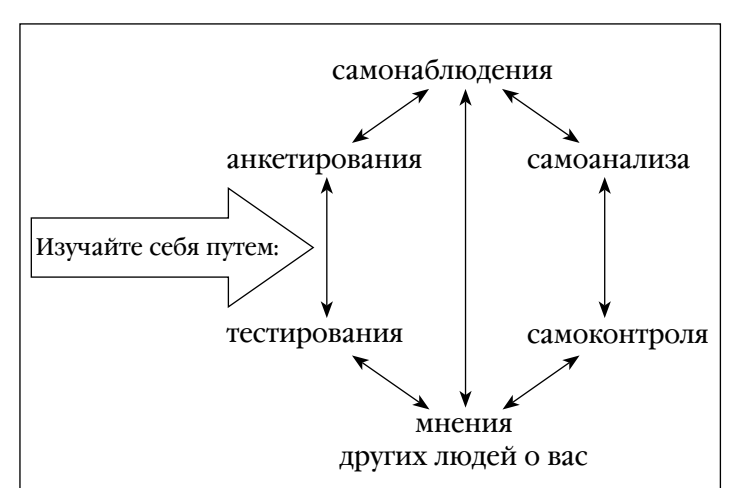 самонаблюдения
анкетирования
самоанализа
Изучайте себя путем:
тестирования
самоконтроля
мнения
других людей о вас